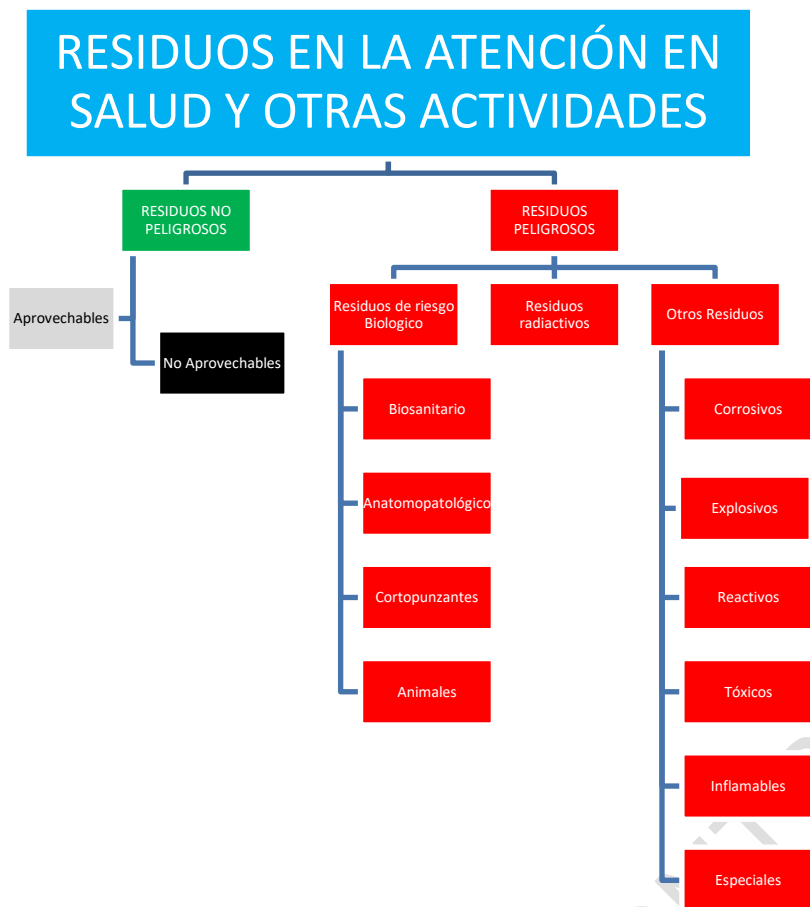 RESIDUOS EN LA ATENCIÓN EN
SALUD Y OTRAS ACTIVIDADES
RESIDUOS NO
PELIGROSOS
RESIDUOS
PELIGROSOS
Aprovechables
No Aprovechables
Residuos de riesgo
Biologico
Residuos
radiactivos
Otros Residuos
Biosanitario
Anatomopatológico
Cortopunzantes
Animales
Corrosivos
Explosivos
Reactivos
Tóxicos
Inflamables
Especiales